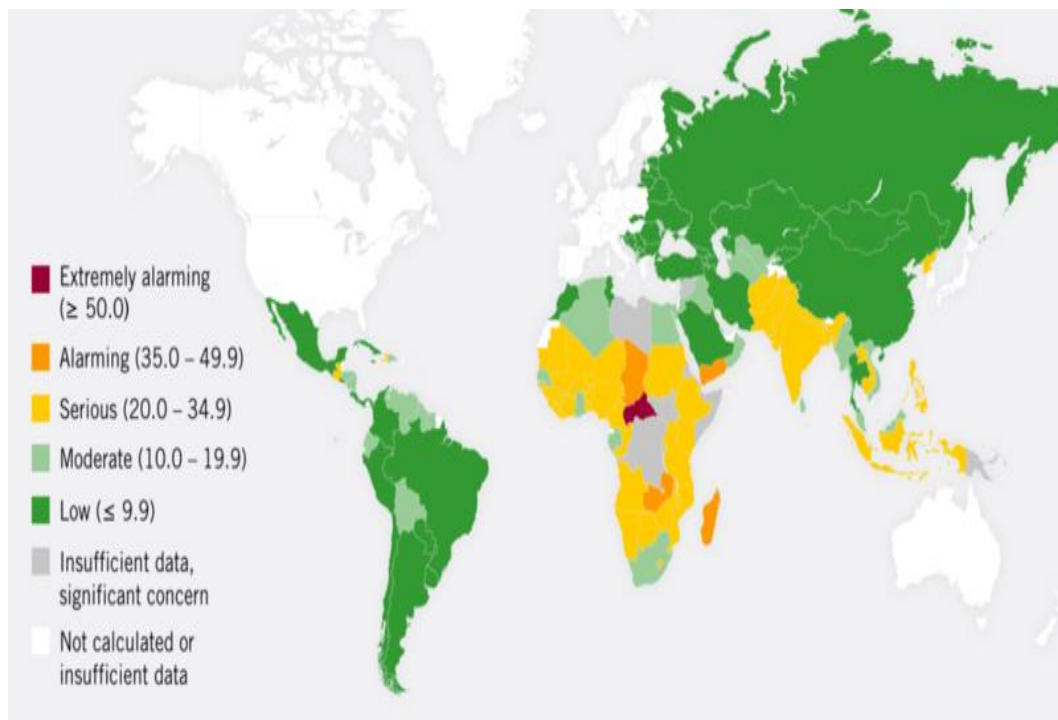 Extremely alarming
(≥ 50.0)
Alarming (35.0 – 49.9)
Serious (20.0 – 34.9)
Moderate (10.0 – 19.9)
Low (≤ 9.9)
Insufficient data,
significant concern
Not calculated or
insufficient data